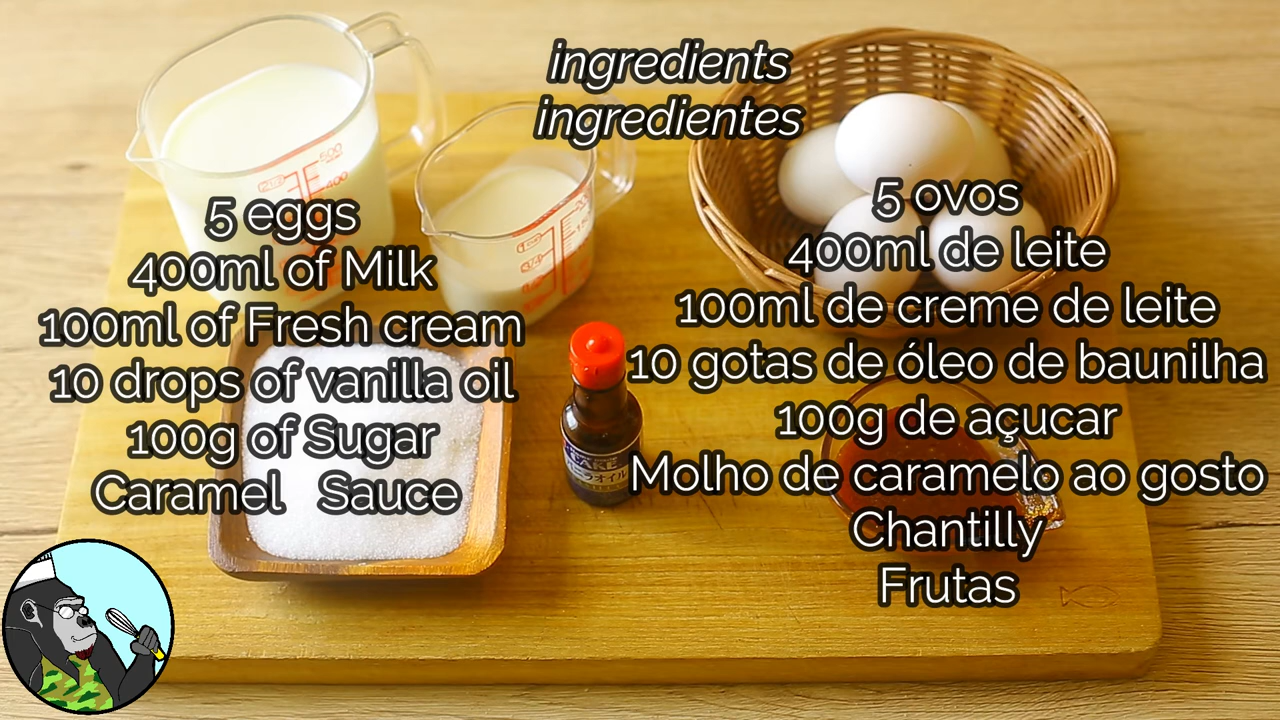 ingredients
ingredientes
5 eggs
400ml of Milk
100ml of Fresh cream
10 drops of vanilla oil
100g of Sugar
Caramel Sauce
5 ovos
400ml de leite
100ml de creme de leite
10 gotas de óleo de baunilha
100g de açucar
Molho de caramelo ao gosto
Chantilly
Frutas
500
400